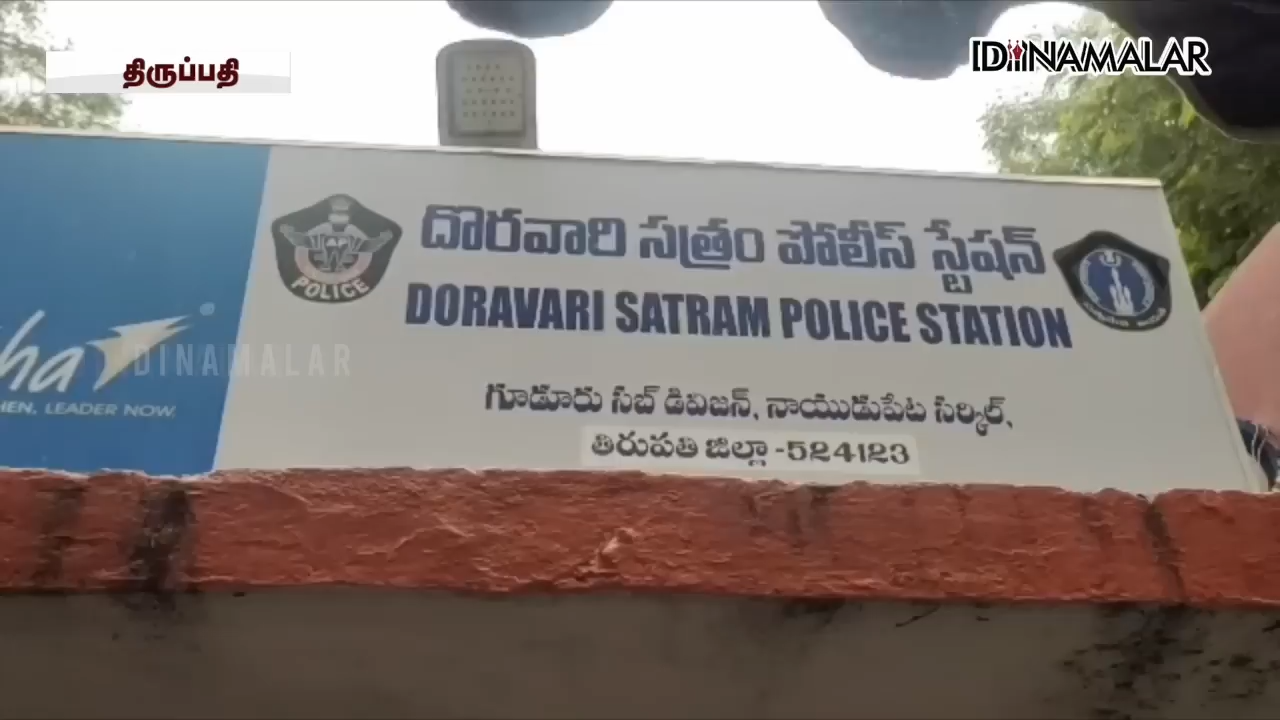 திருப்பதி
DINAMALAR
దొరవారి సత్రం పోలీస్ స్టేషన్
POLICE
DORAVARI SATRAM POLICE STATION
ha
DINAMALAR
HEN, LEADER NOW.
గూడూరు సబ్ డివిజన్, నాయుడుపేట సర్కిల్,
తిరుపతి జిల్లా -524123